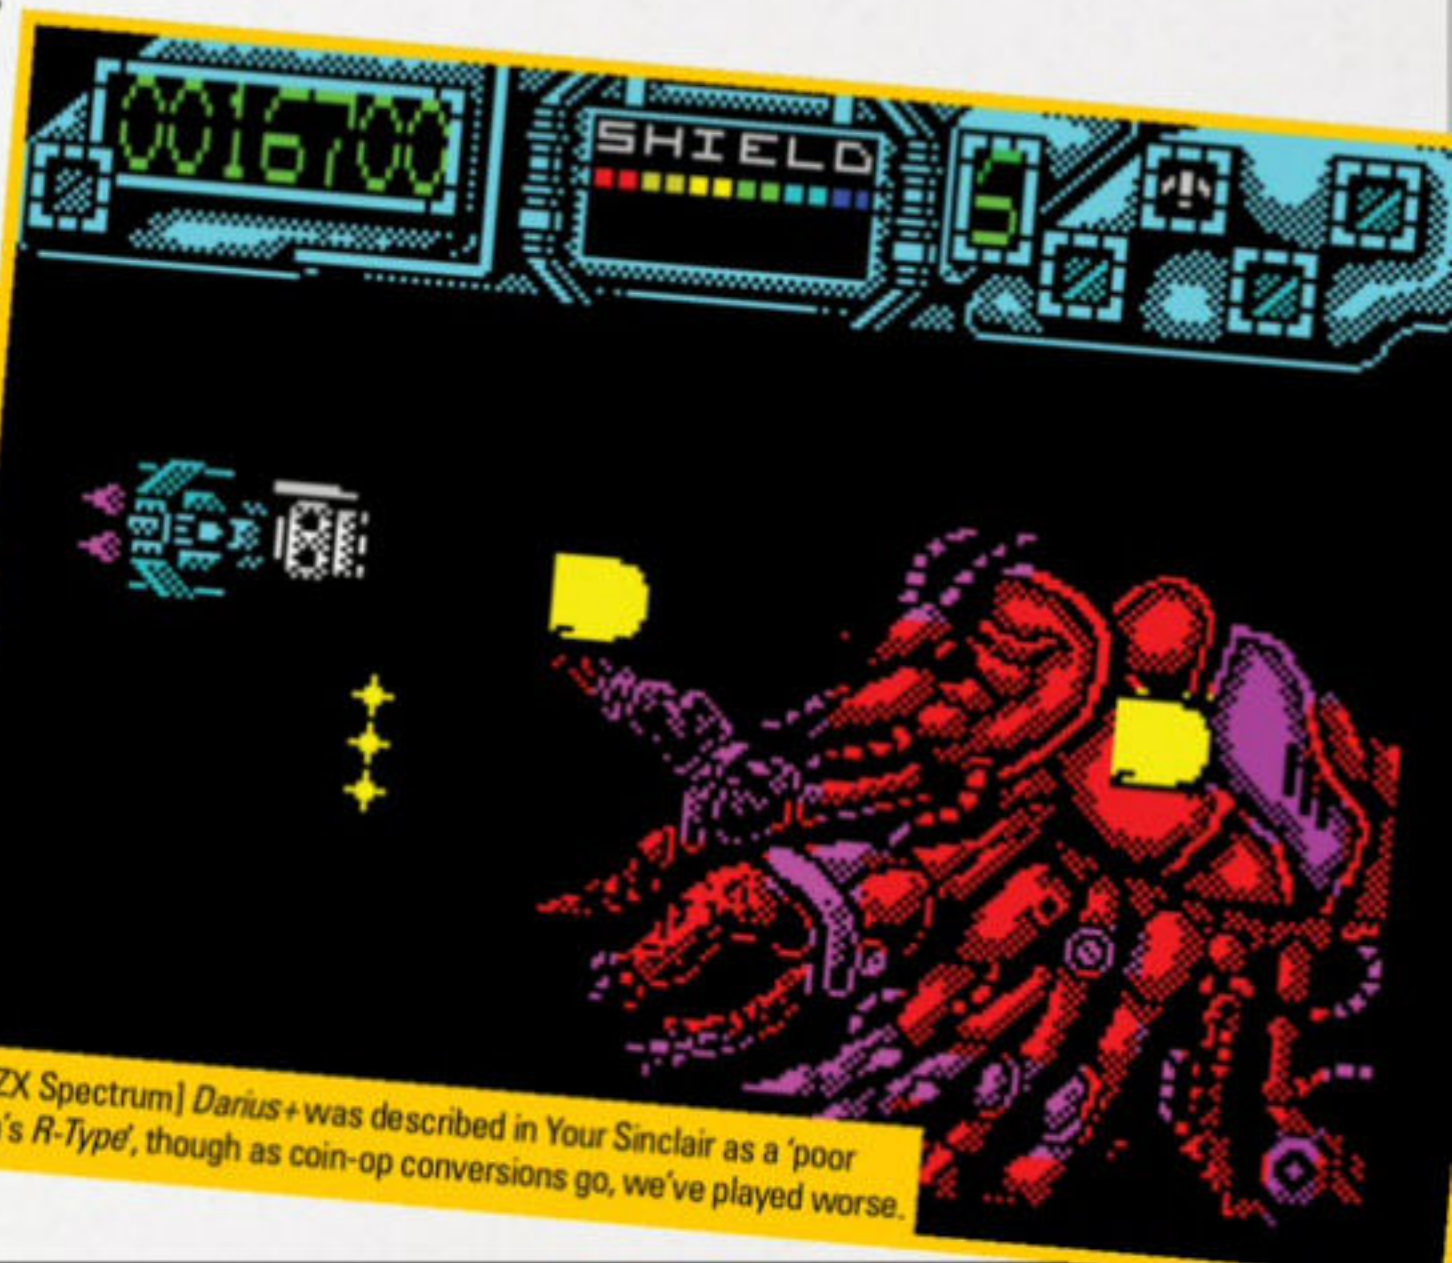 0016700
SHIELD
5
ZX Spectrum] Darius+ was described in Your Sinclair as a ‘poor
's R-Type’, though as coin-op conversions go, we’ve played worse.